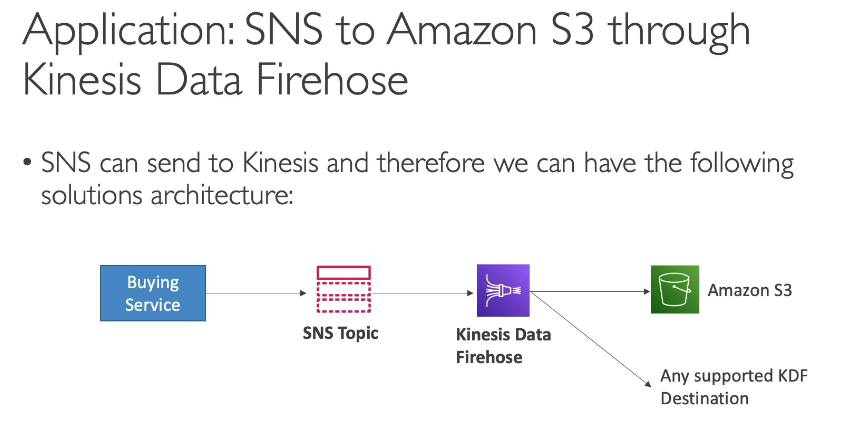 Application: SNS to Amazon S3 through
Kinesis Data Firehose
• SNS can send to Kinesis and therefore we can have the following
solutions architecture:
Buying
Service
SNS Topic
Kinesis Data
Firehose
Amazon S3
Any supported KDF
Destination